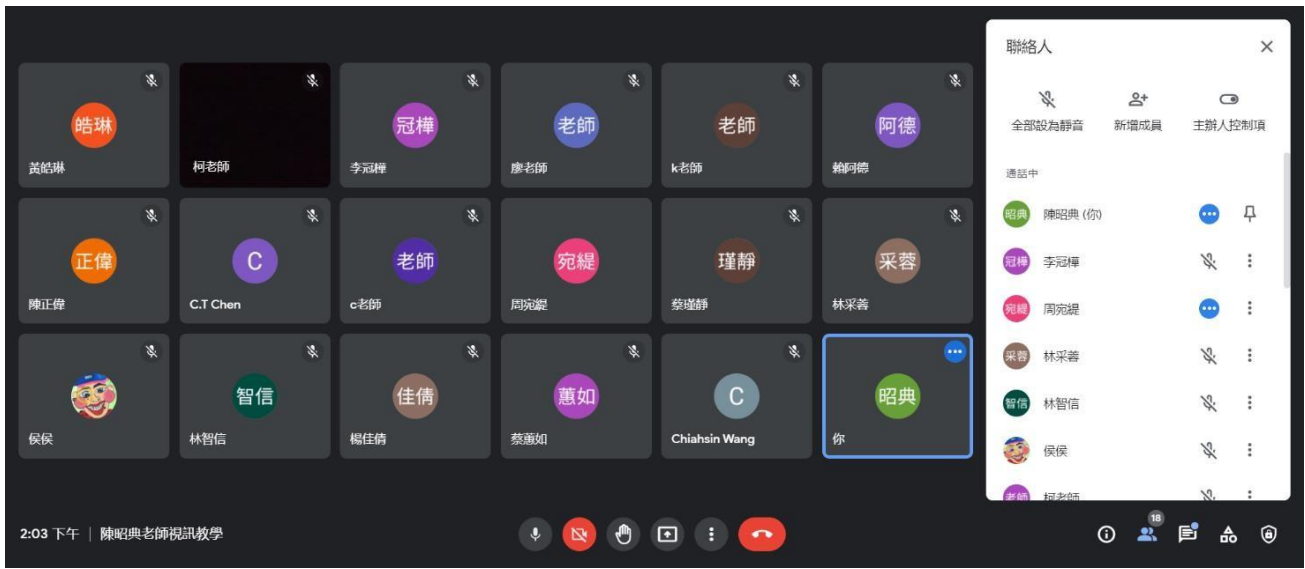 皓琳
黃皓琳
柯老師
冠樺
李冠樺
老師
廖老師
老師
k老師
阿德
賴阿德
正偉
陳正偉
C
C.T Chen
老師
c老師
宛緹
周宛緹
瑾靜
蔡瑾靜
采蓉
林采蓉
侯侯
智信
林智信
佳倩
楊佳倩
蕙如
蔡蕙如
C
Chiahsin Wang
昭典
你
聯絡人
全部設為靜音
新增成員
主辦人控制項
通話中
昭典 陳昭典 (你)
冠樺 李冠樺
宛緹 周宛緹
采蓉 林采蓉
智信 林智信
侯侯
老師 柯老師
2:03 下午 | 陳昭典老師視訊教學
18